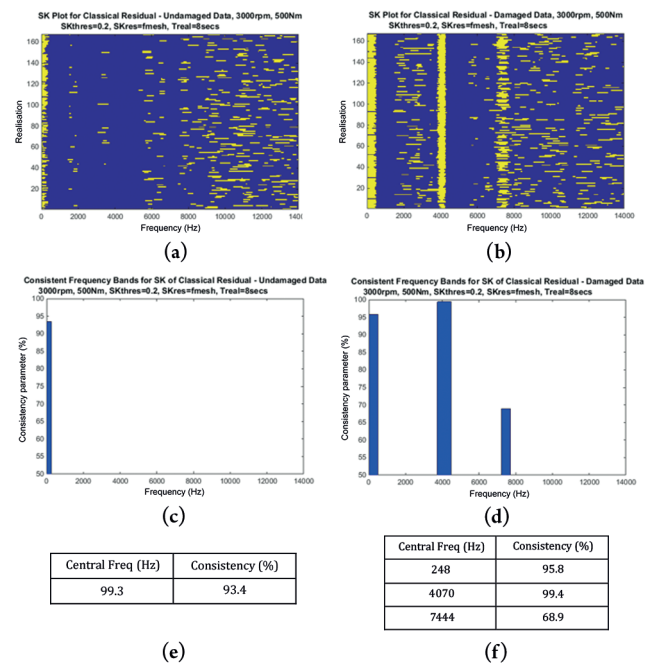 SK Plot for Classical Residual - Undamaged Data, 3000rpm, 500Nm
SKthres=0.2, SKres=fmesh, Treal=8secs
160
140
120
100
80
60
40
20
Realisation
0 2000 4000 6000 8000 10000 12000 14000
Frequency (Hz)
(a)
SK Plot for Classical Residual - Damaged Data, 3000rpm, 500Nm
SKthres=0.2, SKres=fmesh, Treal=8secs
160
140
120
100
80
60
40
20
Realisation
0 2000 4000 6000 8000 10000 12000 14000
Frequency (Hz)
(b)
Consistent Frequency Bands for SK of Classical Residual - Undamaged Data
3000rpm, 500Nm, SKthres=0.2, SKres=fmesh, Treal=8secs
100
95
90
85
80
75
70
65
60
55
50
Consistency parameter (%)
0 2000 4000 6000 8000 10000 12000 14000
Frequency (Hz)
(c)
Consistent Frequency Bands for SK of Classical Residual - Damaged Data
3000rpm, 500Nm, SKthres=0.2, SKres=fmesh, Treal=8secs
100
95
90
85
80
75
70
65
60
55
50
Consistency parameter (%)
0 2000 4000 6000 8000 10000 12000 14000
Frequency (Hz)
(d)
Central Freq (Hz) Consistency (%)
99.3 93.4
(e)
Central Freq (Hz) Consistency (%)
248 95.8
4070 99.4
7444 68.9
(f)